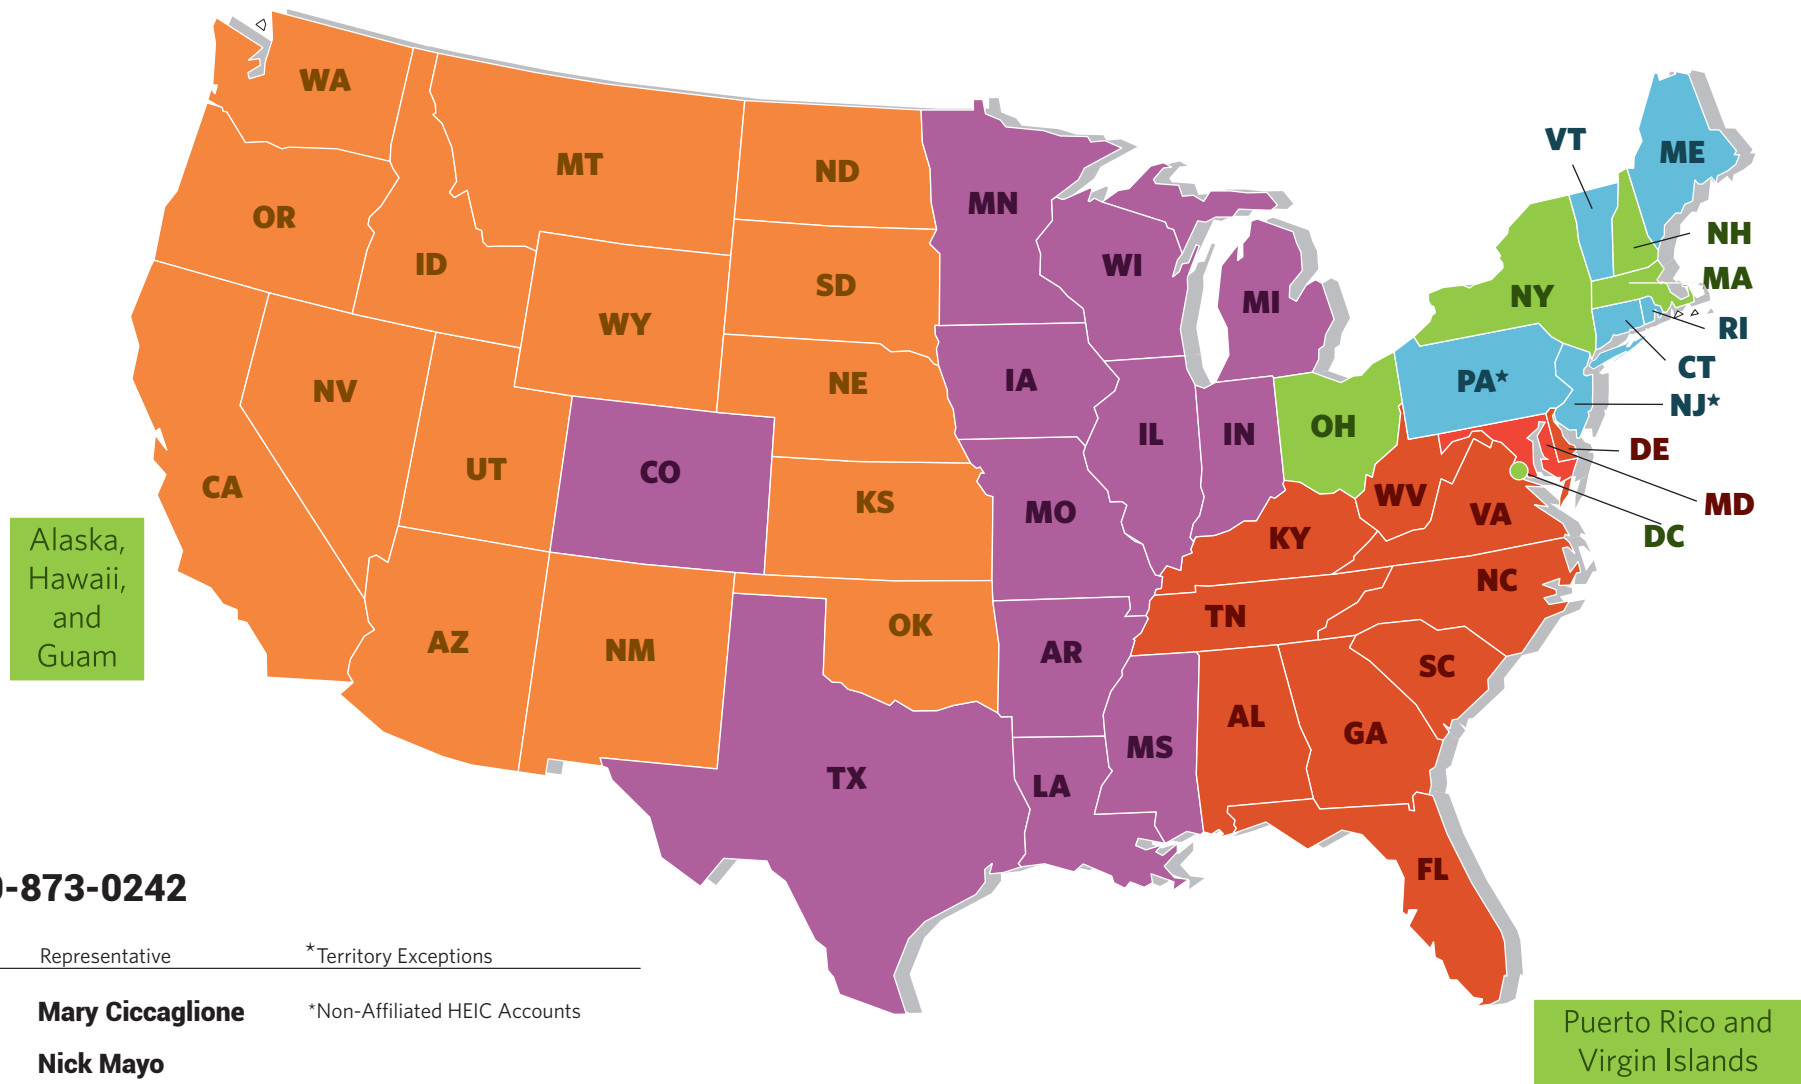 WA
MT
ND
MN
VT
ME
OR
ID
SD
WI
MI
NH
MA
NY
RI
WY
CT
NV
NE
IA
PA*
NJ*
UT
CO
IL
IN
OH
DE
CA
KS
MO
WV
VA
MD
DC
KY
NC
Alaska,
Hawaii,
and
Guam
AZ
NM
OK
AR
TN
SC
TX
LA
MS
AL
GA
FL
-873-0242
Representative
*Territory Exceptions
Mary Ciccaglione
*Non-Affiliated HEIC Accounts
Nick Mayo
Puerto Rico and
Virgin Islands